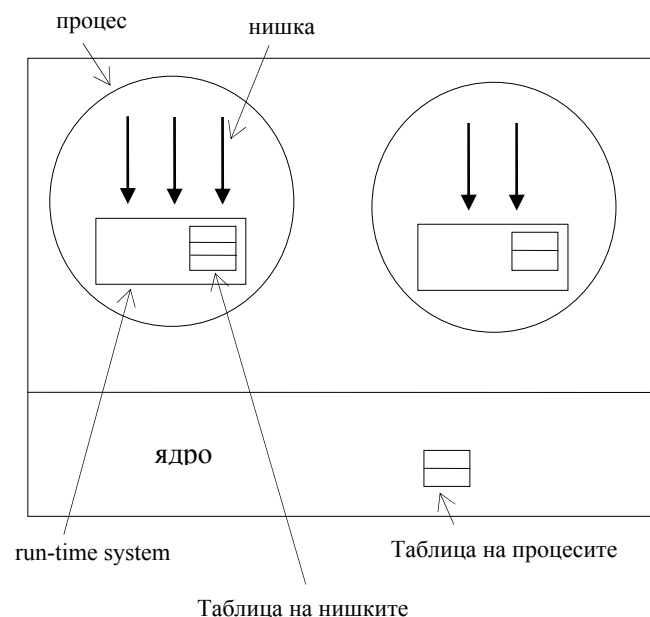 процес
нишка
ядро
run-time system
Таблица на процесите
Таблица на нишките